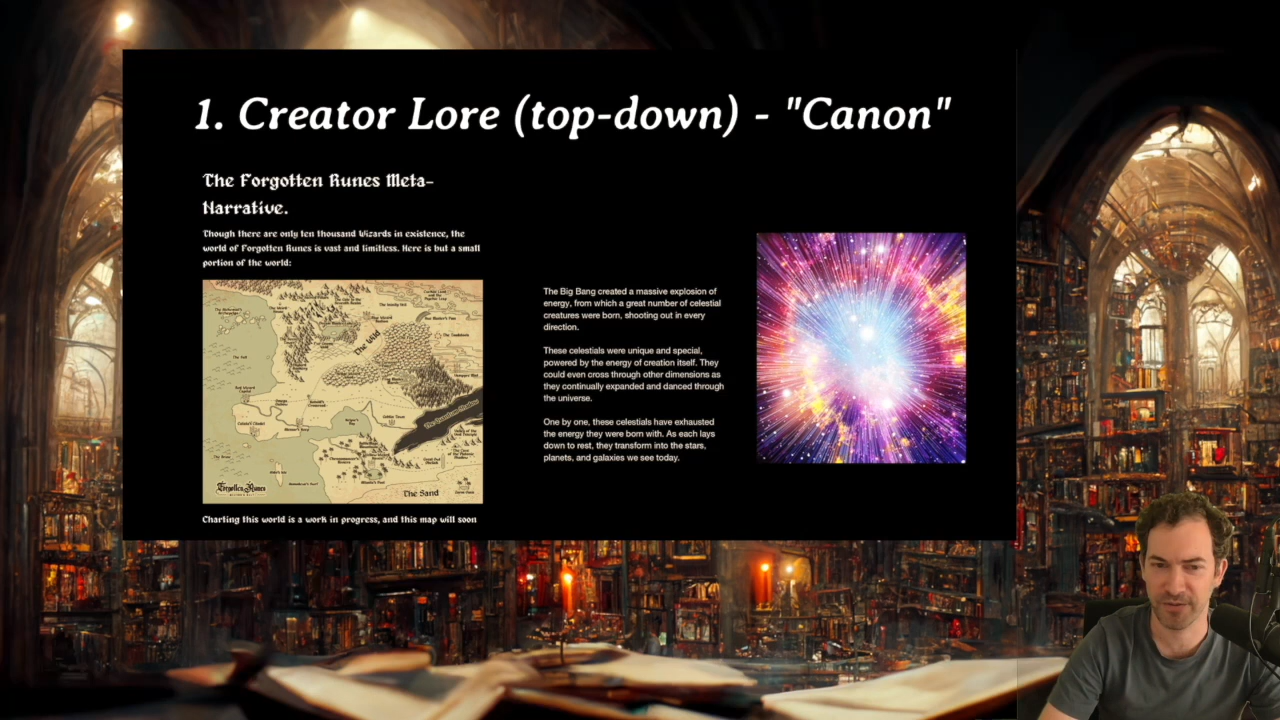 1. Creator Lore (top-down) - "Canon"
The Forgotten Runes Meta-
Narrative.
Though there are only ten thousand Wizards in existence, the
world of Forgotten Runes is vast and limitless. Here is but a small
portion of the world:
The Wild
The Quantum Shadow
Forgotten Runes
The Sand
Charting this world is a work in progress, and this map will soon
The Big Bang created a massive explosion of
energy, from which a great number of celestial
creatures were born, shooting out in every
direction.
These celestials were unique and special,
powered by the energy of creation itself. They
could even cross through other dimensions as
they continually expanded and danced through
the universe.
One by one, these celestials have exhausted
the energy they were born with. As each lays
down to rest, they transform into the stars,
planets, and galaxies we see today.